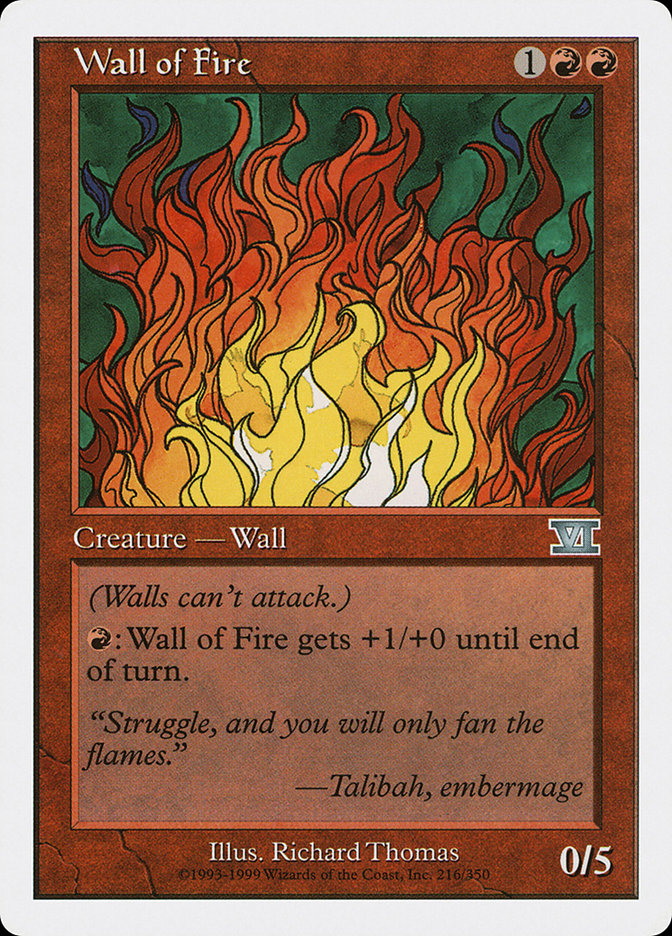 Wall of Fire 1
Creature — Wall VI
(Walls can't attack.)
: Wall of Fire gets +1/+0 until end
of turn.
“Struggle, and you will only fan the
flames.”
—Talibah, embermage
Illus. Richard Thomas
©1993-1999 Wizards of the Coast, Inc. 216/350
0/5